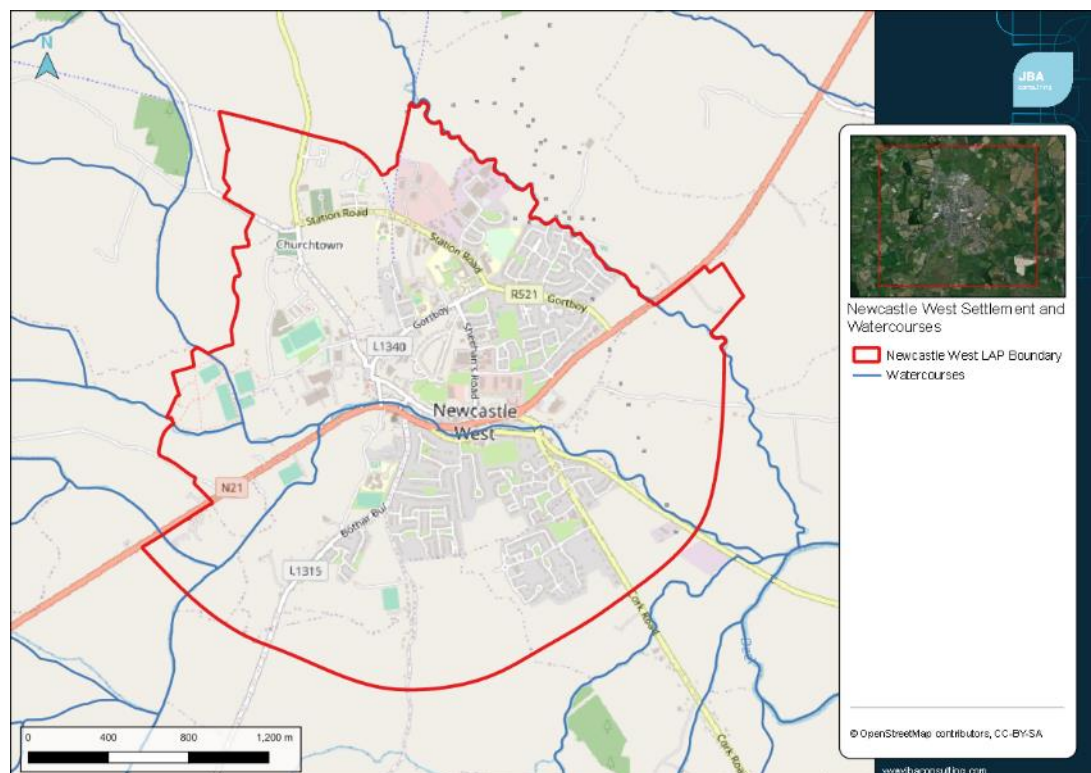 N
Station Road
Churchtown
Station Road
R521
Gortboy
Gortboy
L1340
Sheehan's Road
Newcastle
West
N21
Bothar Bui
L1315
Cork Road
Deel
Cork Road
0 400 800 1,200 m
JBA
consulting
Newcastle West Settlement and
Watercourses
Newcastle West LAP Boundary
Watercourses
© OpenStreetMap contributors, CC-BY-SA
www.jbaconsulting.com